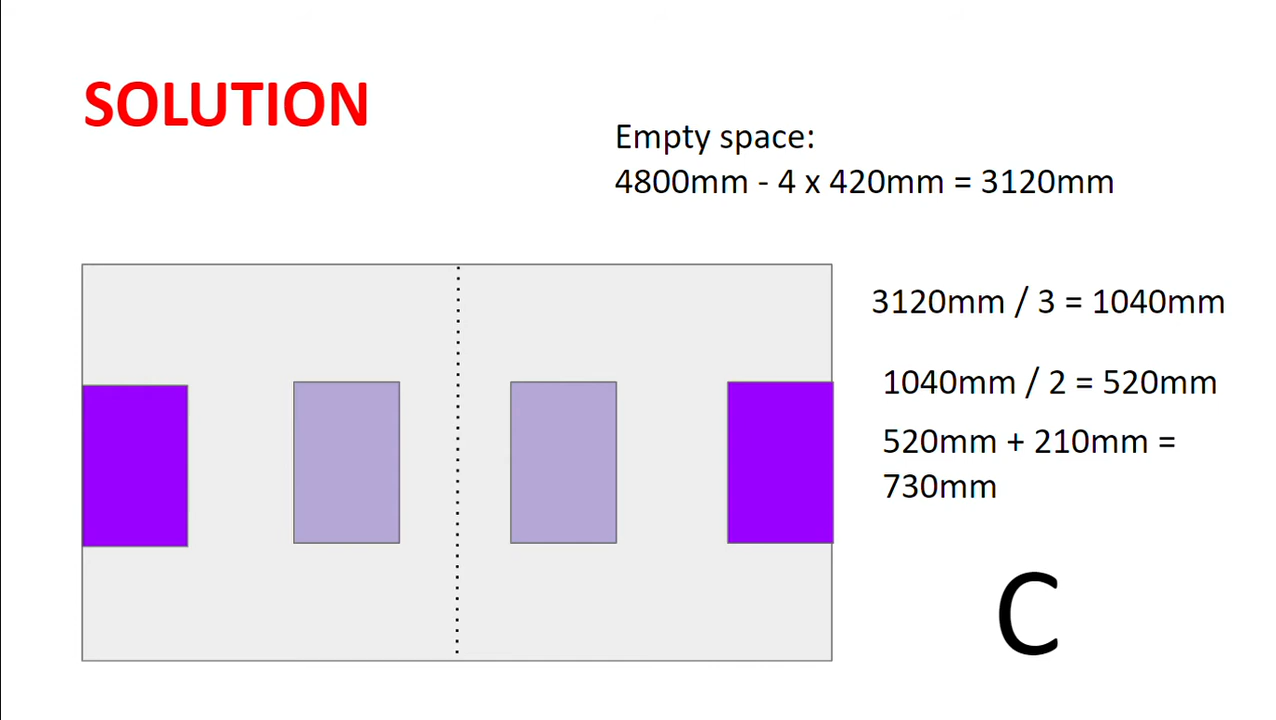 SOLUTION
Empty space:
4800mm - 4 x 420mm = 3120mm
3120mm / 3 = 1040mm
1040mm / 2 = 520mm
520mm + 210mm =
730mm
C